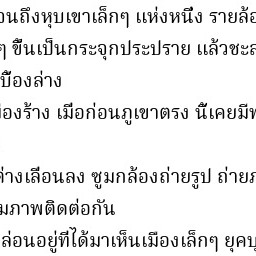 อนถึงหุบเขาเล็กๆ แห่งหนึ่ง รายล้อ
ๆ ขึ้นเป็นกระจุกประปราย แล้วชะล
บื้องล่าง
มืองร้าง เมื่อก่อนภูเขาตรง นี้เคยมีพ
ค่างเลื่อนลง ซูมกล้องถ่ายรูป ถ่ายภ
มภาพติดต่อกัน
ล่อนอยู่ที่ได้มาเห็นเมืองเล็กๆ ยุคบุ